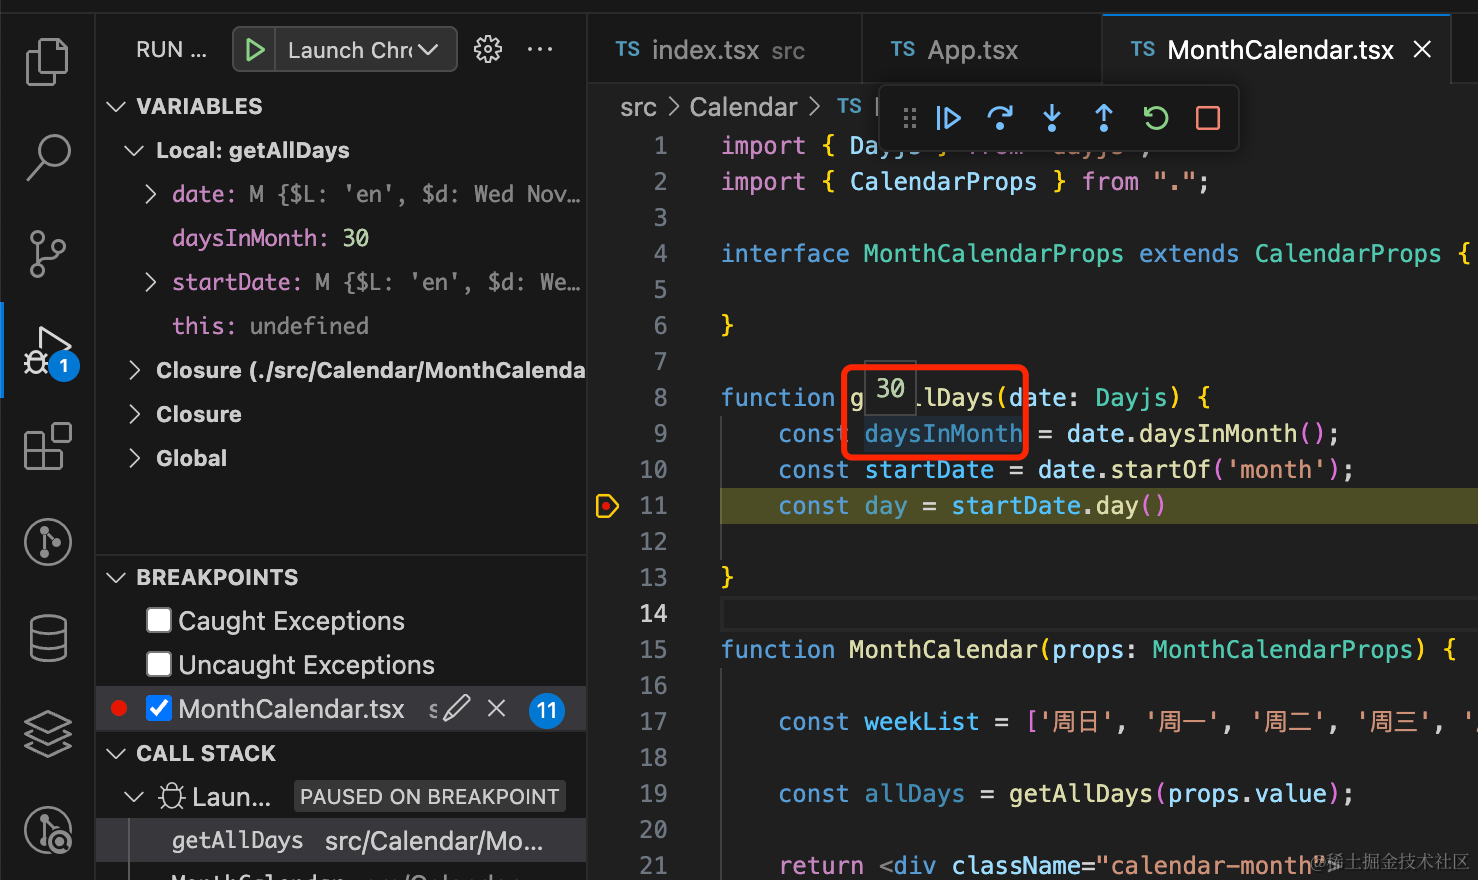 RUN ...
Launch Chr
TS index.tsx src
TS App.tsx
TS MonthCalendar.tsx
VARIABLES
Local: getAllDays
date: M {$L: 'en', $d: Wed Nov...
daysInMonth: 30
startDate: M {$L: 'en', $d: We...
this: undefined
Closure (./src/Calendar/MonthCalenda
Closure
Global
1
BREAKPOINTS
Caught Exceptions
Uncaught Exceptions
MonthCalendar.tsx s 11
CALL STACK
Laun... PAUSED ON BREAKPOINT
getAllDays src/Calendar/Mo...
src > Calendar > TS
1 import { Dayjs } from 'dayjs';
2 import { CalendarProps } from ".";
3
4 interface MonthCalendarProps extends CalendarProps {
5
6 }
7
30
8 function g llDays(date: Dayjs) {
9 const daysInMonth = date.daysInMonth();
10 const startDate = date.startOf('month');
11 const day = startDate.day()
12
13 }
14
15 function MonthCalendar(props: MonthCalendarProps) {
16
17 const weekList = ['周日', '周一', '周二', '周三', '
18
19 const allDays = getAllDays(props.value);
20
21 return <div className="calendar-month">
@稀土掘金技术社区